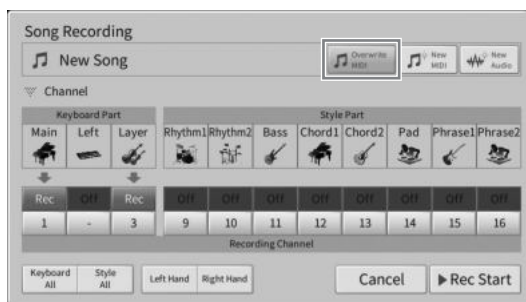 Song Recording
New Song
Overwrite MIDI
New MIDI
New Audio
Channel
Keyboard Part
Style Part
Main Left Layer Rhythm1 Rhythm2 Bass Chord1 Chord2 Pad Phrase1 Phrase2
Rec Off Rec Off Off Off Off Off Off Off Off
1 - 3 9 10 11 12 13 14 15 16
Recording Channel
Keyboard All
Style All
Left Hand Right Hand Cancel Rec Start